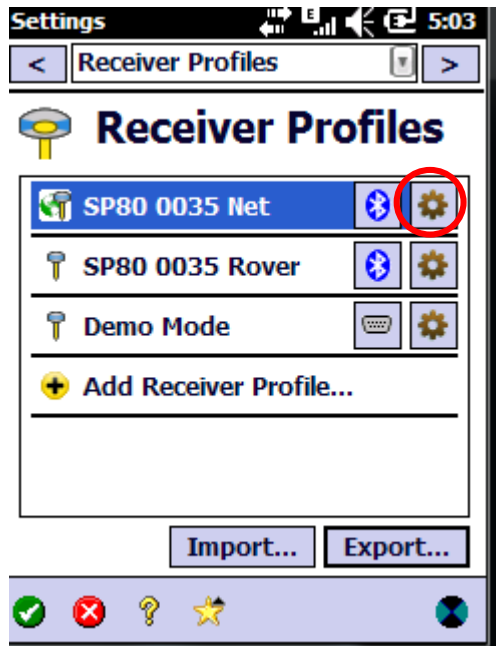 Settings E 5:03
< Receiver Profiles >
Receiver Profiles
SP80 0035 Net
SP80 0035 Rover
Demo Mode
Add Receiver Profile...
Import... Export...
?